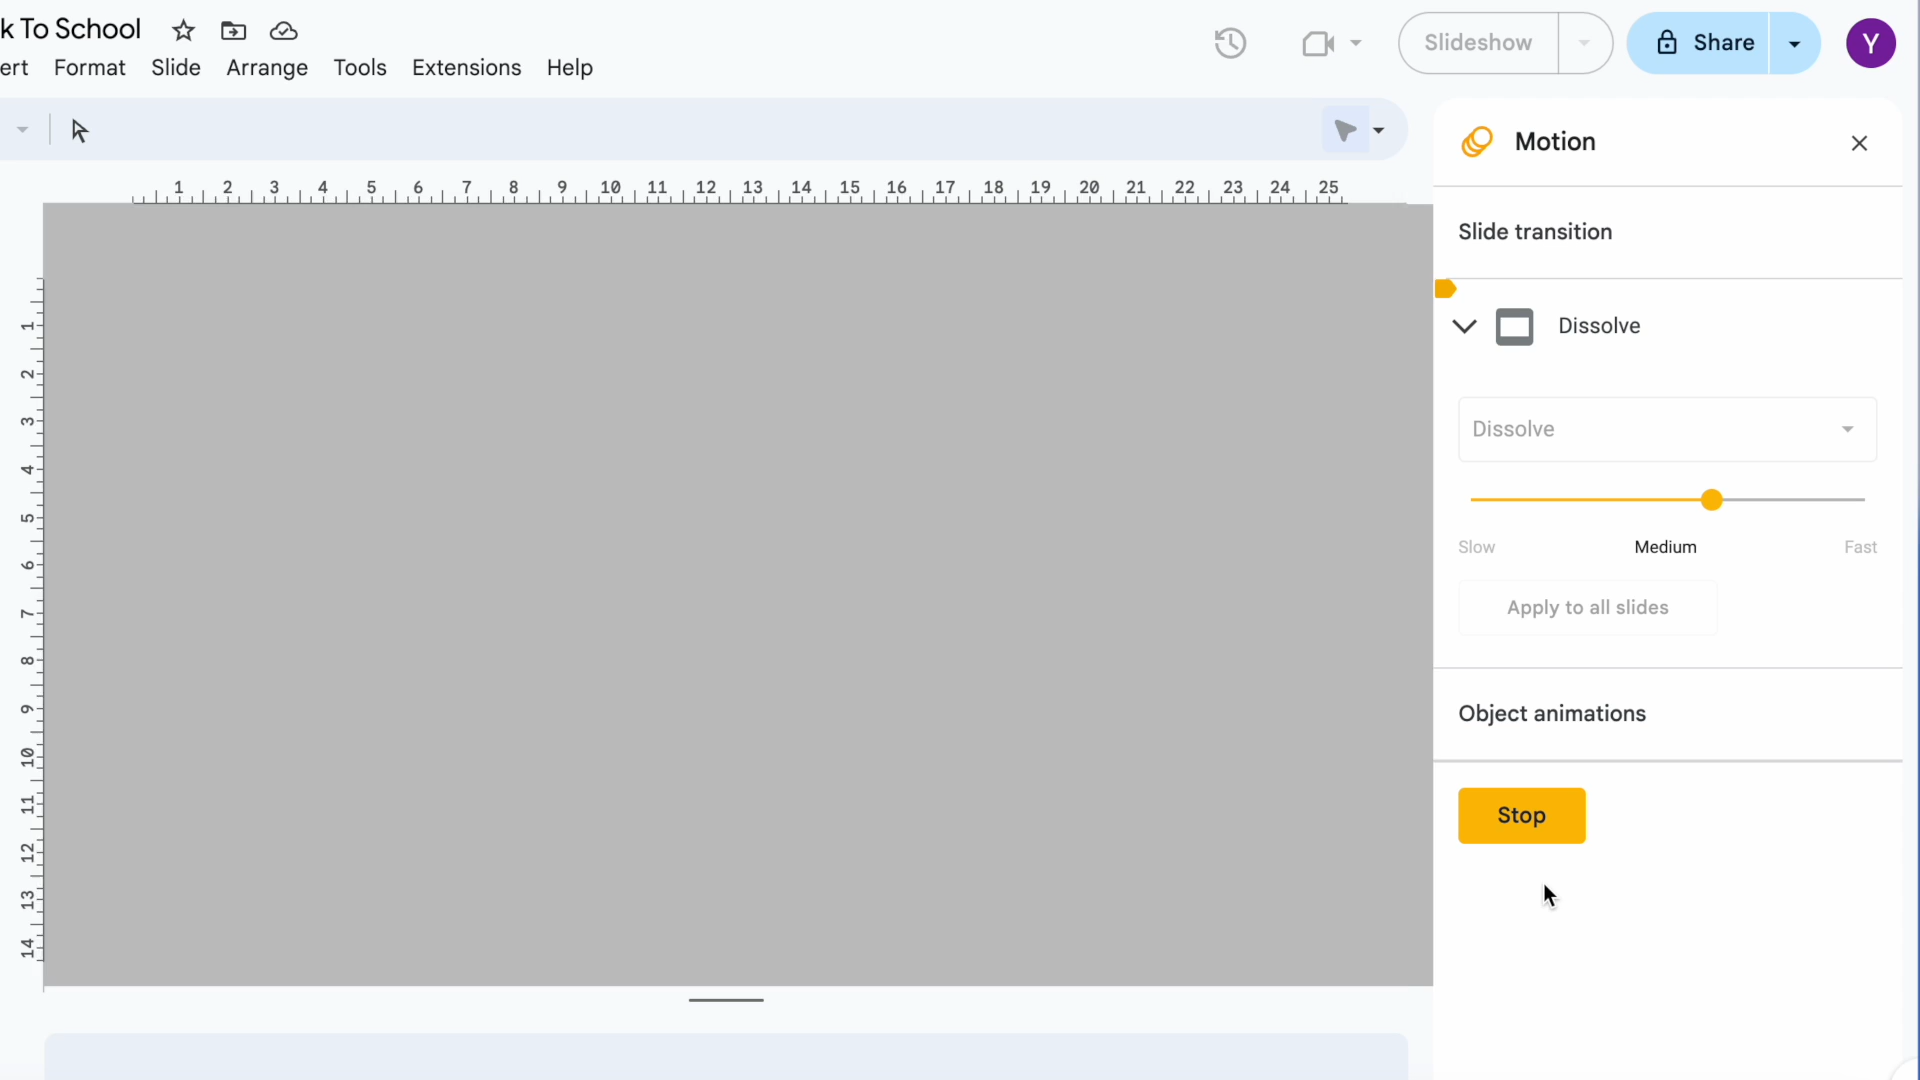 k To School
ert Format Slide Arrange Tools Extensions Help
Slideshow
Share
Y
Motion
1 2 3 4 5 6 7 8 9 10 11 12 13 14 15 16 17 18 19 20 21 22 23 24 25
Slide transition
1
2
3
4
5
6
7
8
9
10
11
12
13
14
Dissolve
Dissolve
Slow Medium Fast
Apply to all slides
Object animations
Stop